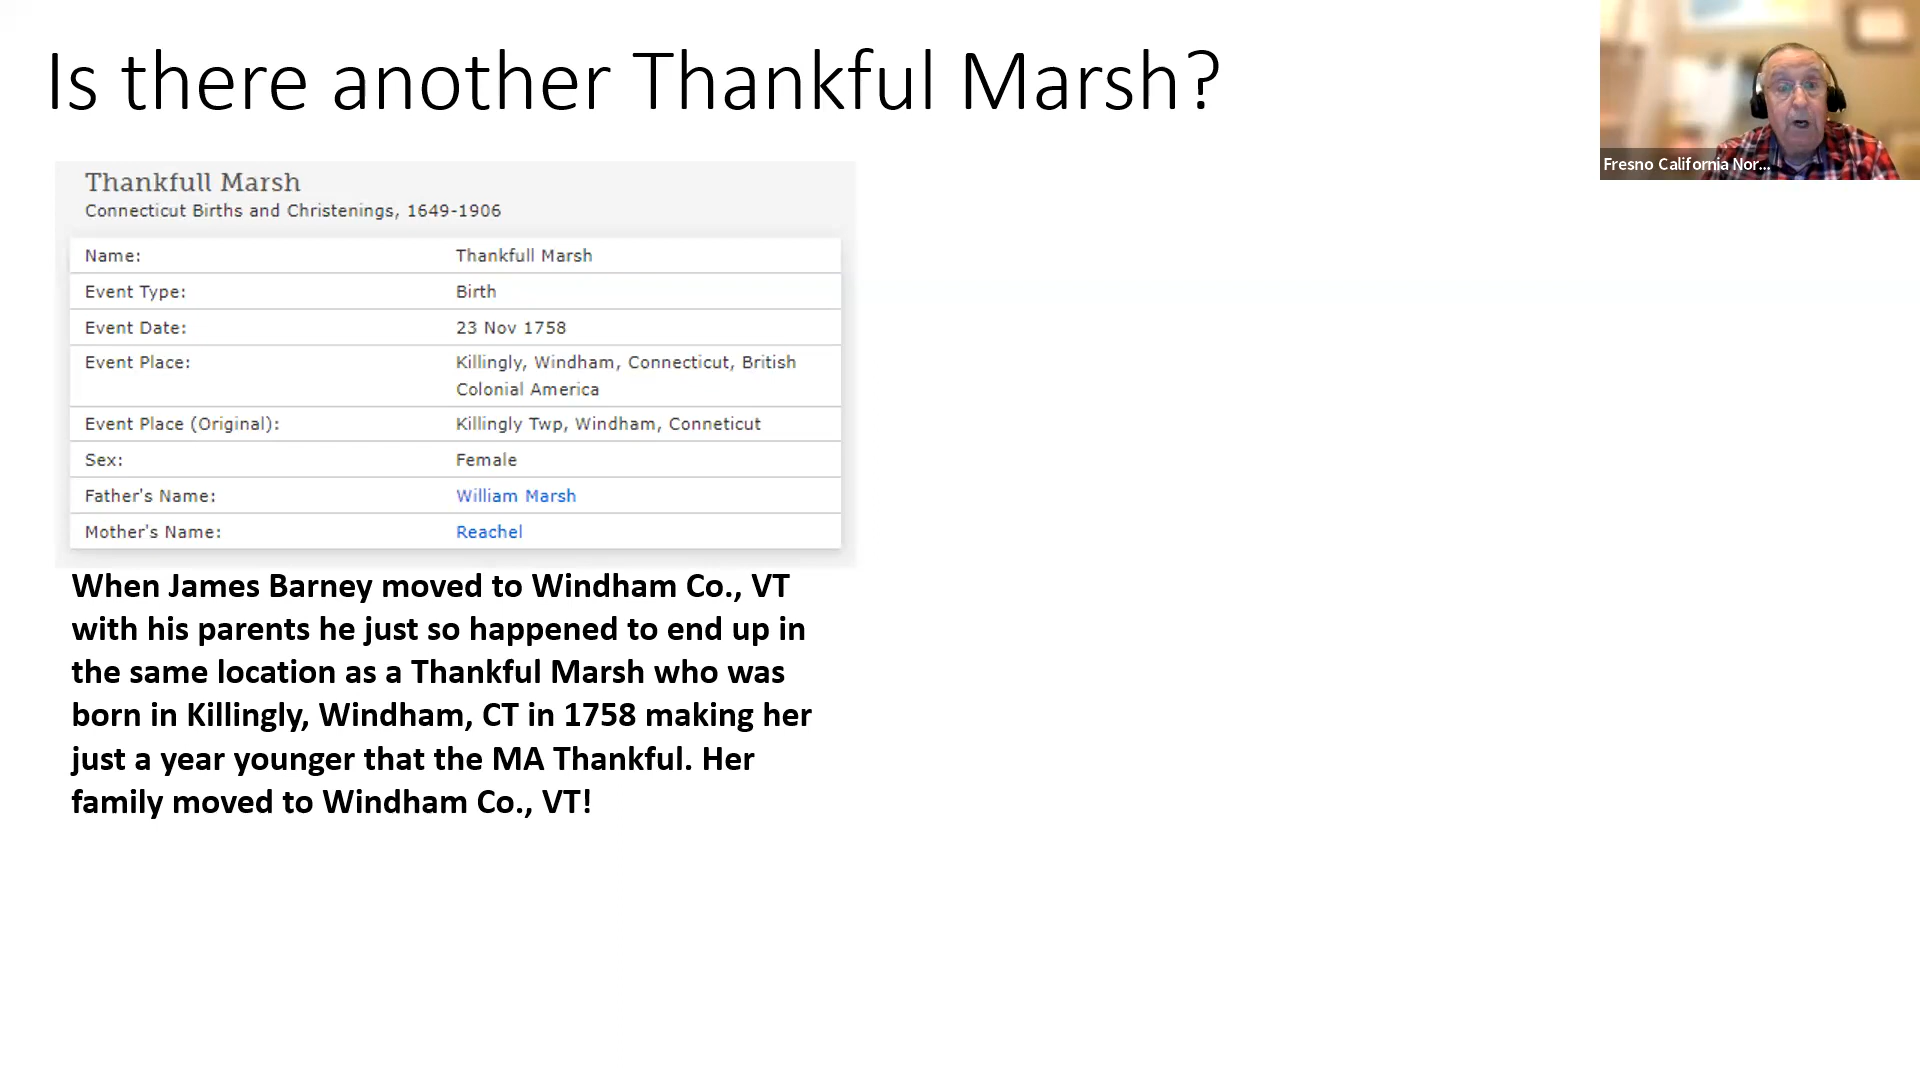 Is there another Thankful Marsh?
Fresno California Nor...
Thankfull Marsh
Connecticut Births and Christenings, 1649-1906
Name: Thankfull Marsh
Event Type: Birth
Event Date: 23 Nov 1758
Event Place: Killingly, Windham, Connecticut, British
Colonial America
Event Place (Original): Killingly Twp, Windham, Conneticut
Sex: Female
Father's Name: William Marsh
Mother's Name: Reachel
When James Barney moved to Windham Co., VT
with his parents he just so happened to end up in
the same location as a Thankful Marsh who was
born in Killingly, Windham, CT in 1758 making her
just a year younger that the MA Thankful. Her
family moved to Windham Co., VT!